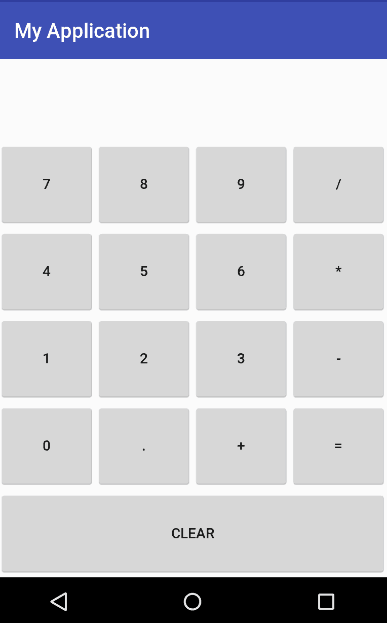 My Application
7 8 9 /
4 5 6 *
1 2 3 -
0 . + =
CLEAR